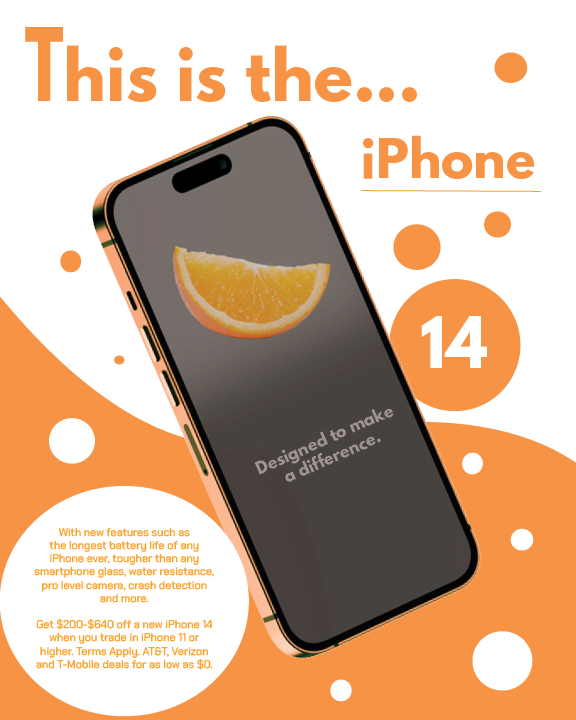 This is the...
iPhone
14
Designed to make
a difference.
With new features such as
the longest battery life of any
iPhone ever, tougher than any
smartphone glass, water resistance,
pro level camera, crash detection
and more.
Get $200-$640 off a new iPhone 14
when you trade in iPhone 11 or
higher. Terms Apply. AT&T, Verizon
and T-Mobile deals for as low as $0.